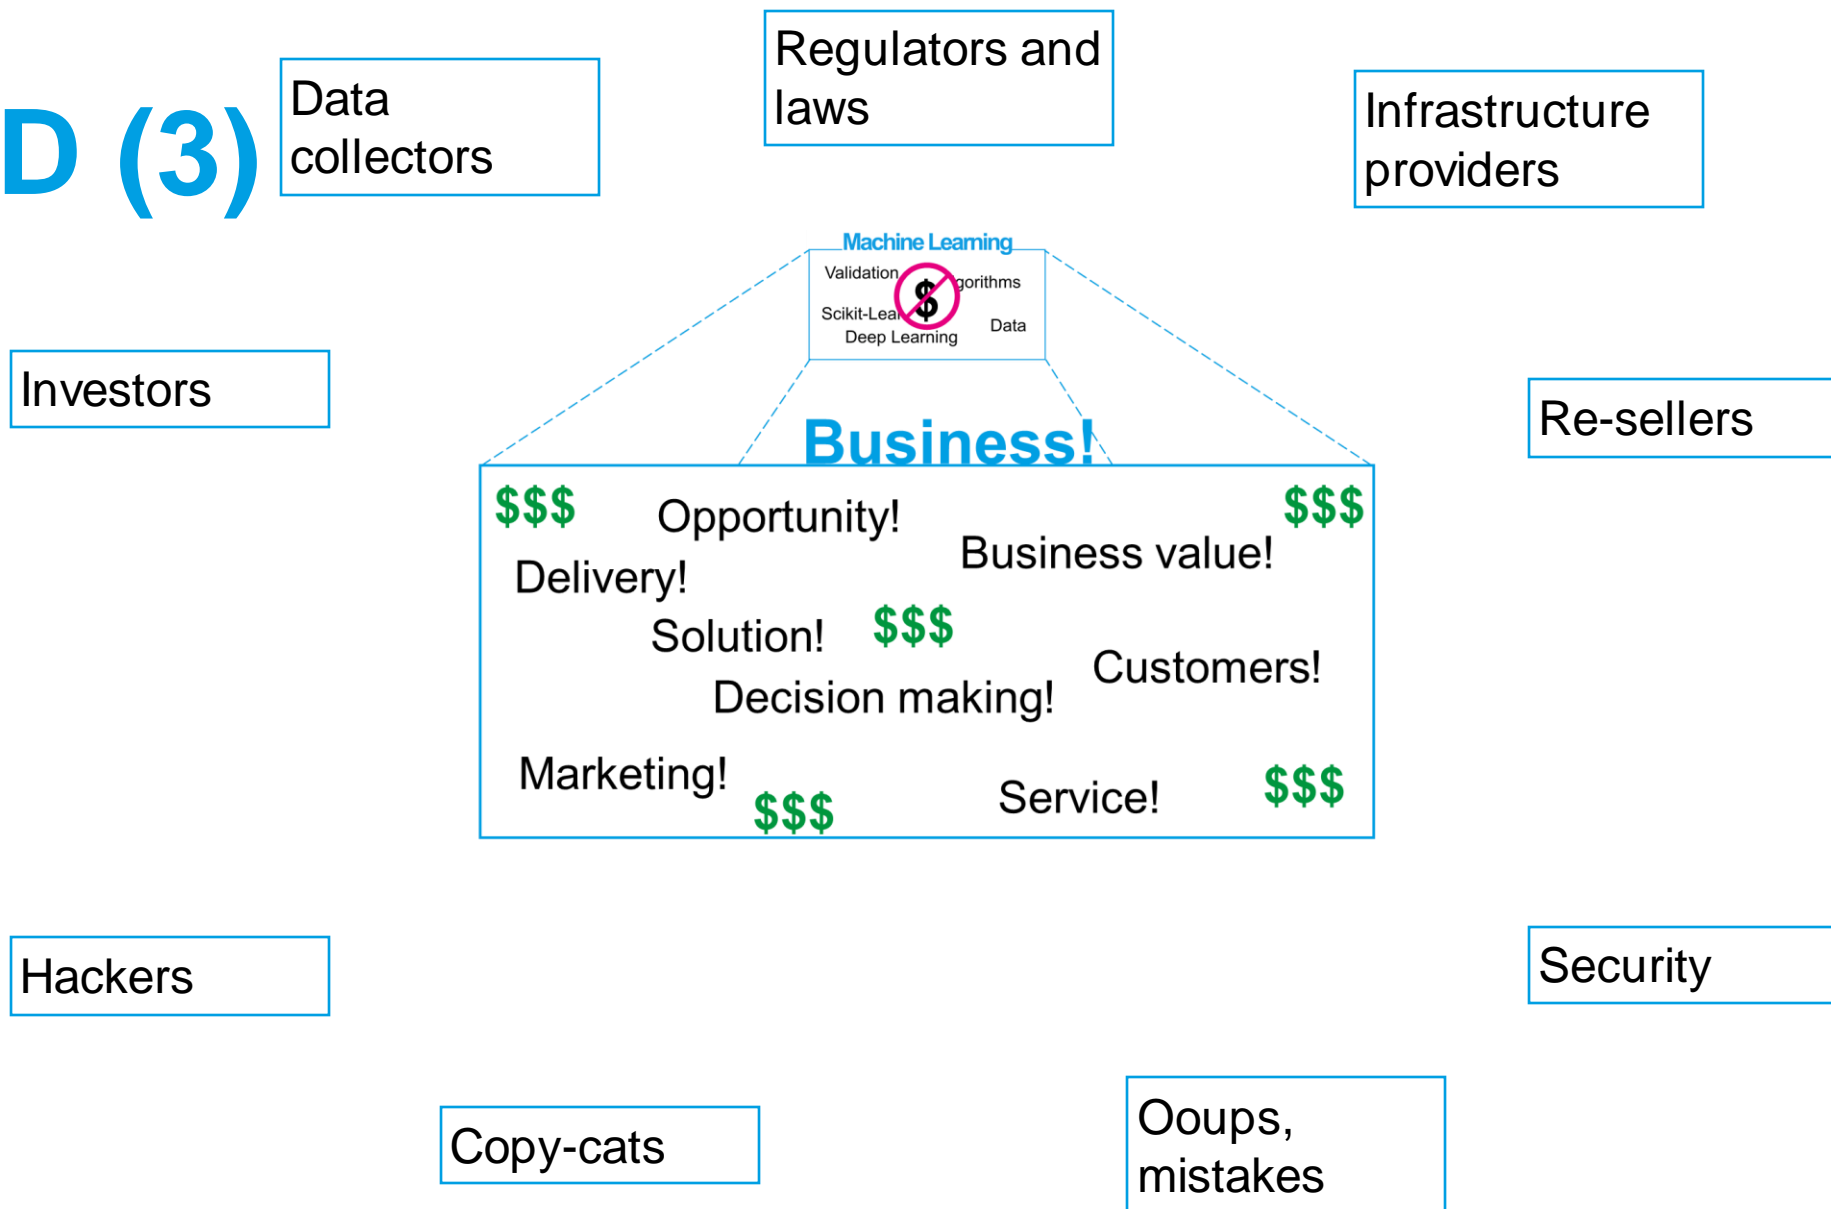 D (3)
Data
collectors
Regulators and
laws
Infrastructure
providers
Machine Learning
Validation
gorithms
Scikit-Lear
$
Data
Deep Learning
Investors
Re-sellers
Business!
$$$
Opportunity!
$$$
Business value!
Delivery!
Solution!
$$$
Customers!
Decision making!
Marketing!
$$$
Service!
$$$
Hackers
Security
Copy-cats
Ooups,
mistakes